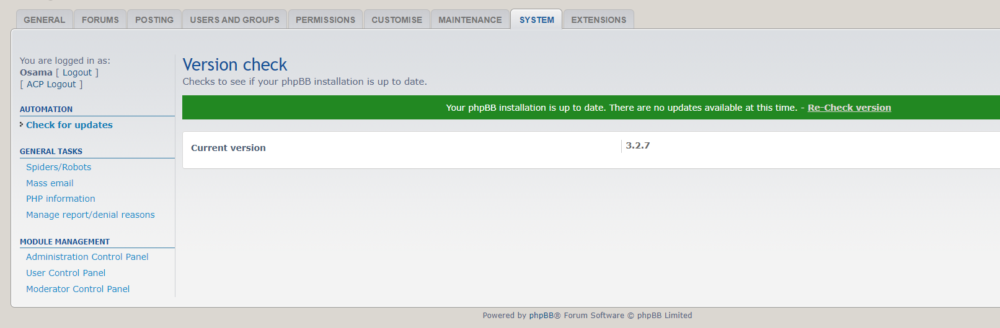 GENERAL FORUMS POSTING USERS AND GROUPS PERMISSIONS CUSTOMISE MAINTENANCE SYSTEM EXTENSIONS
You are logged in as:
Osama [ Logout ]
[ ACP Logout ]
AUTOMATION
Check for updates
GENERAL TASKS
Spiders/Robots
Mass email
PHP information
Manage report/denial reasons
MODULE MANAGEMENT
Administration Control Panel
User Control Panel
Moderator Control Panel
Version check
Checks to see if your phpBB installation is up to date.
Your phpBB installation is up to date. There are no updates available at this time. - Re-Check version
Current version 3.2.7
Powered by phpBB® Forum Software © phpBB Limited